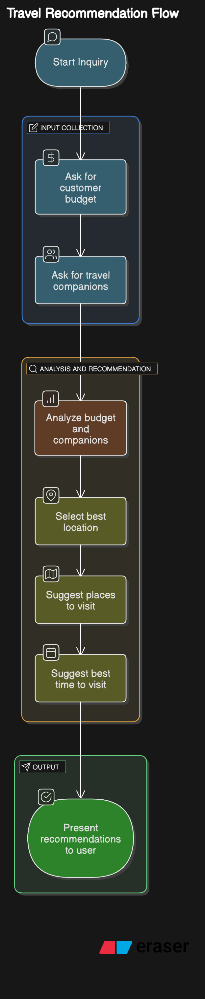 Travel Recommendation Flow
Start Inquiry
INPUT COLLECTION
Ask for
customer
budget
Ask for travel
companions
ANALYSIS AND RECOMMENDATION
Analyze budget
and
companions
Select best
location
Suggest places
to visit
Suggest best
time to visit
OUTPUT
Present
recommendations
to user
eraser